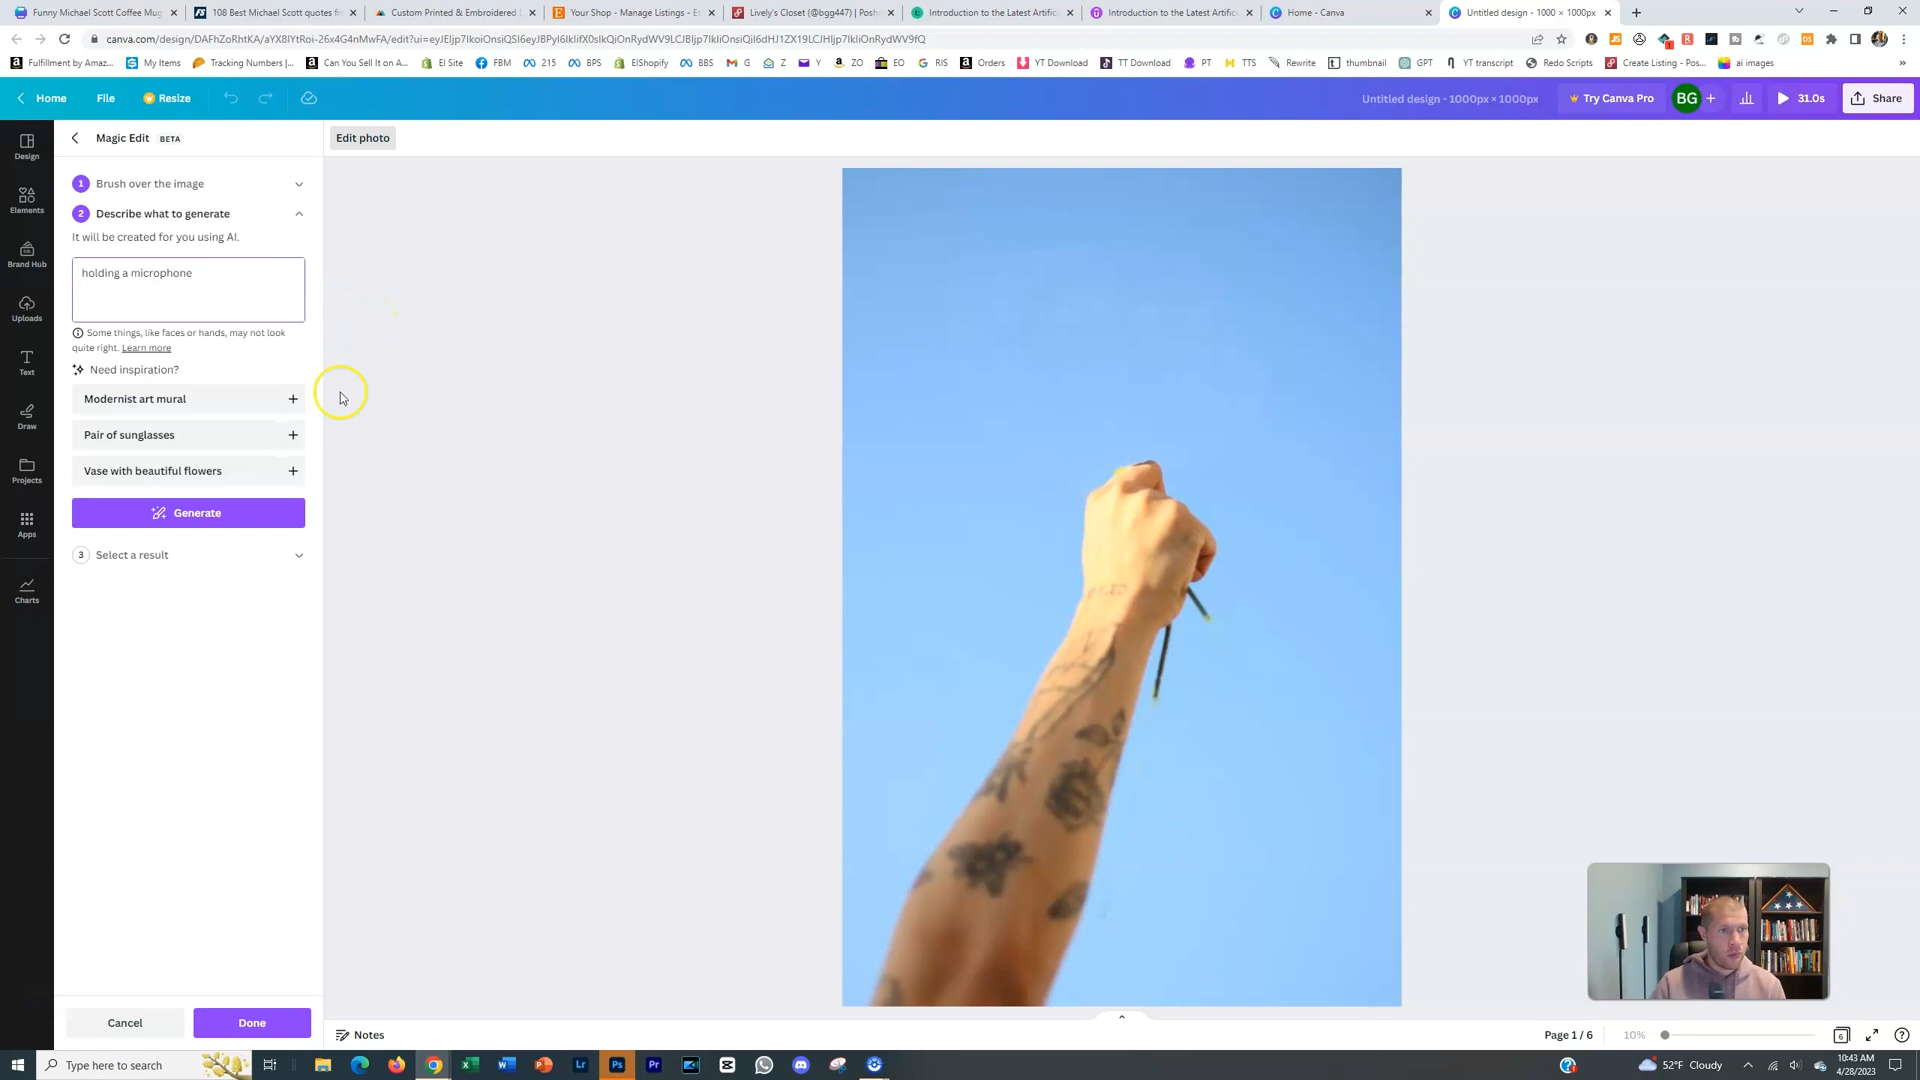 Funny Michael Scott Coffee Mug
108 Best Michael Scott quotes fr
Custom Printed & Embroidered
Your Shop - Manage Listings - E
Lively's Closet (@bgg447) | Posh
Introduction to the Latest Artific
Introduction to the Latest Artific
Home - Canva
Untitled design - 1000 × 1000px
Fulfillment by Amaz...
My Items
Tracking Numbers |...
Can You Sell It on A...
EI Site
FBM
215
BPS
EIShopify
BBS
G
Z
Y
ZO
EO
RIS
Orders
YT Download
TT Download
PT
TTS
Rewrite
thumbnail
GPT
YT transcript
Redo Scripts
Create Listing - Pos...
ai images
Home
File
Resize
Untitled design - 1000px × 1000px
Try Canva Pro
BG
31.0s
Share
Design
Elements
Brand Hub
Uploads
Text
Draw
Projects
Apps
Charts
Magic Edit BETA
1 Brush over the image
2 Describe what to generate
It will be created for you using AI.
holding a microphone
Some things, like faces or hands, may not look
quite right. Learn more
Need inspiration?
Modernist art mural
Pair of sunglasses
Vase with beautiful flowers
Generate
3 Select a result
Cancel
Done
Edit photo
Notes
Page 1 / 6
10%
6
Type here to search
52°F Cloudy
10:43 AM
4/28/2023